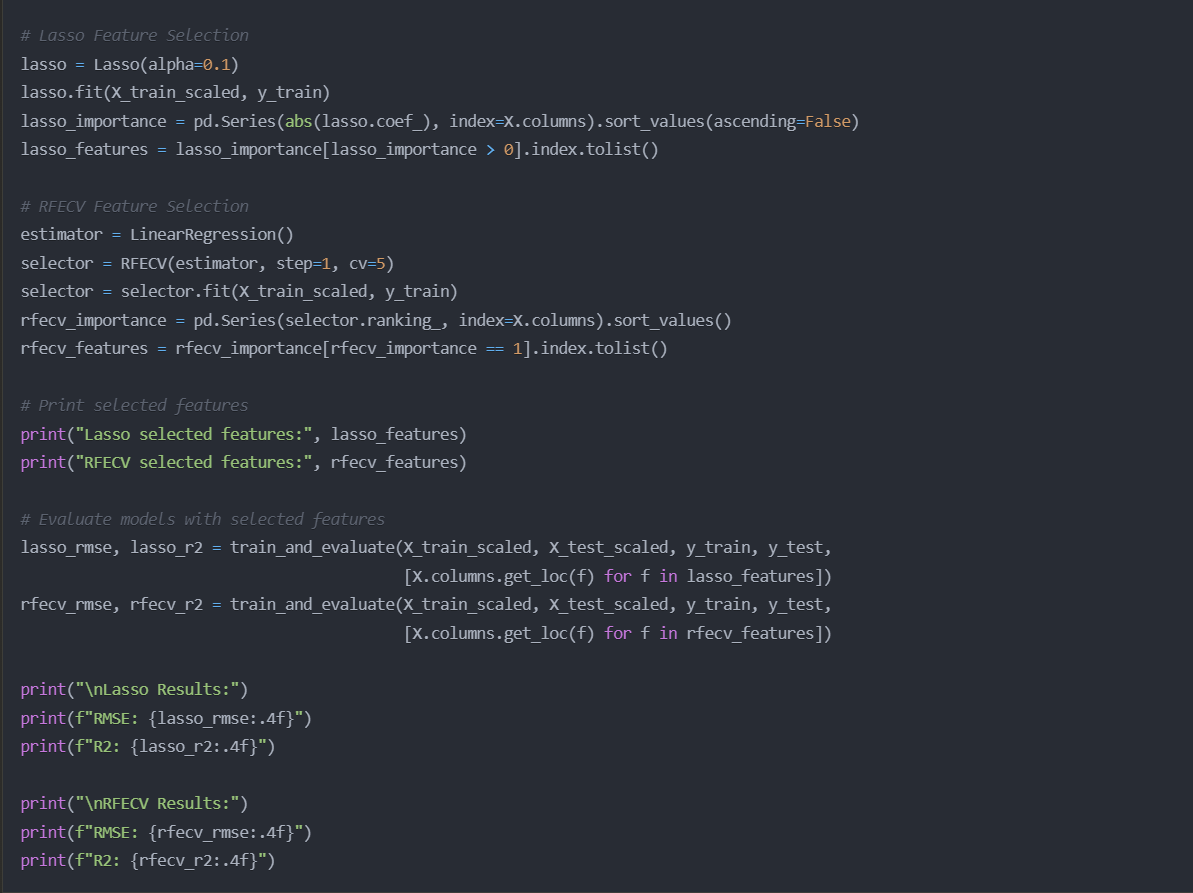 # Lasso Feature Selection
lasso = Lasso(alpha=0.1)
lasso.fit(X_train_scaled, y_train)
lasso_importance = pd.Series(abs(lasso.coef_), index=X.columns).sort_values(ascending=False)
lasso_features = lasso_importance[lasso_importance > 0].index.tolist()
# RFECV Feature Selection
estimator = LinearRegression()
selector = RFECV(estimator, step=1, cv=5)
selector = selector.fit(X_train_scaled, y_train)
rfecv_importance = pd.Series(selector.ranking_, index=X.columns).sort_values()
rfecv_features = rfecv_importance[rfecv_importance == 1].index.tolist()
# Print selected features
print("Lasso selected features:", lasso_features)
print("RFECV selected features:", rfecv_features)
# Evaluate models with selected features
lasso_rmse, lasso_r2 = train_and_evaluate(X_train_scaled, X_test_scaled, y_train, y_test,
[X.columns.get_loc(f) for f in lasso_features])
rfecv_rmse, rfecv_r2 = train_and_evaluate(X_train_scaled, X_test_scaled, y_train, y_test,
[X.columns.get_loc(f) for f in rfecv_features])
print("\nLasso Results:")
print(f"RMSE: {lasso_rmse:.4f}")
print(f"R2: {lasso_r2:.4f}")
print("\nRFECV Results:")
print(f"RMSE: {rfecv_rmse:.4f}")
print(f"R2: {rfecv_r2:.4f}")